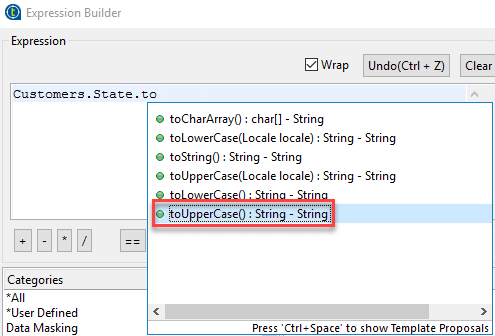 Expression Builder
Expression
Wrap
Undo(Ctrl + Z)
Clear
Customers.State.to
toCharArray() : char[] - String
toLowerCase(Locale locale) : String - String
toString() : String - String
toUpperCase(Locale locale) : String - String
toLowerCase() : String - String
toUpperCase() : String - String
+ - * / ==
Categories
*All
*User Defined
Data Masking
Press 'Ctrl+Space' to show Template Proposals